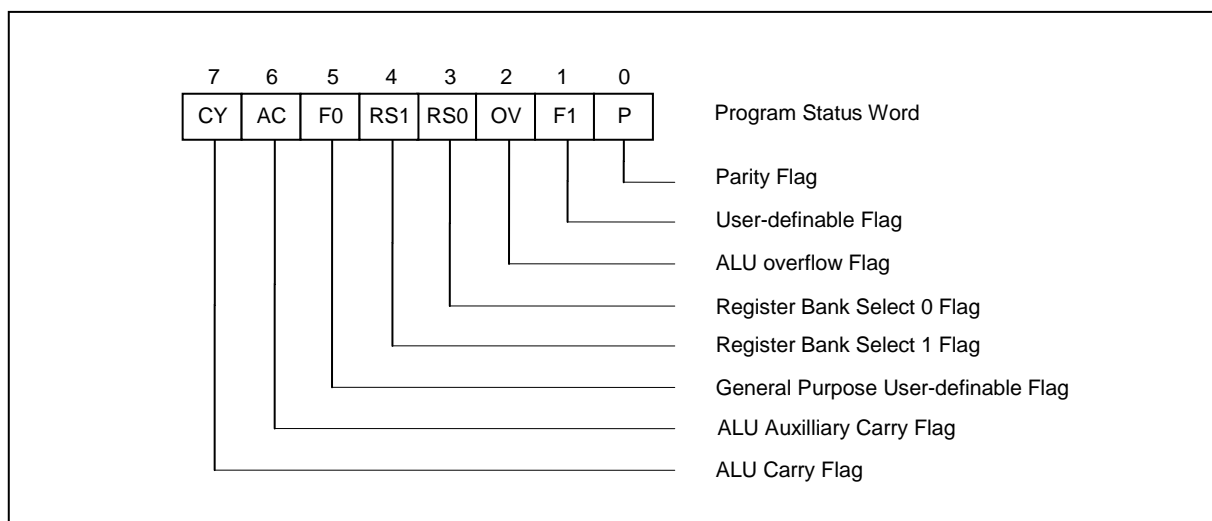 7 6 5 4 3 2 1 0
CY AC F0 RS1 RS0 OV F1 P Program Status Word
Parity Flag
User-definable Flag
ALU overflow Flag
Register Bank Select 0 Flag
Register Bank Select 1 Flag
General Purpose User-definable Flag
ALU Auxilliary Carry Flag
ALU Carry Flag